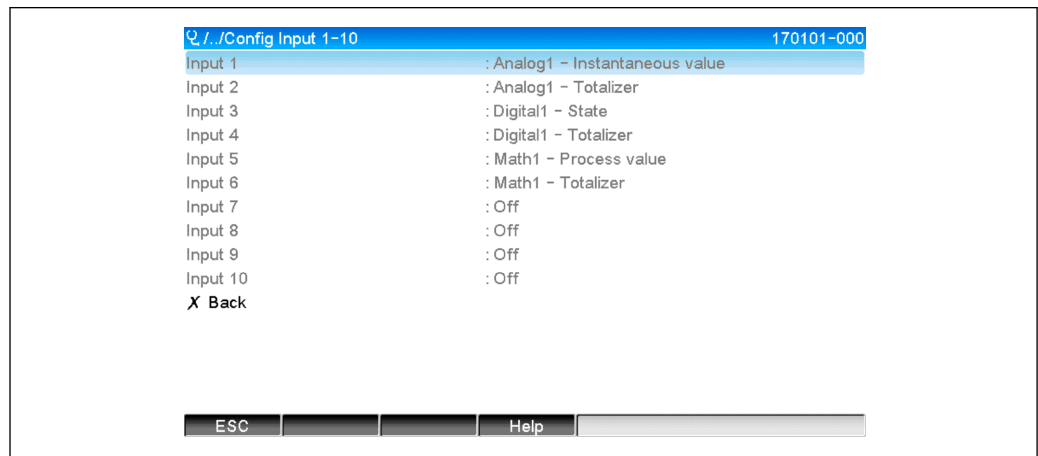 /../Config Input 1-10 170101-000
Input 1 : Analog1 - Instantaneous value
Input 2 : Analog1 - Totalizer
Input 3 : Digital1 - State
Input 4 : Digital1 - Totalizer
Input 5 : Math1 - Process value
Input 6 : Math1 - Totalizer
Input 7 : Off
Input 8 : Off
Input 9 : Off
Input 10 : Off
X Back
ESC Help